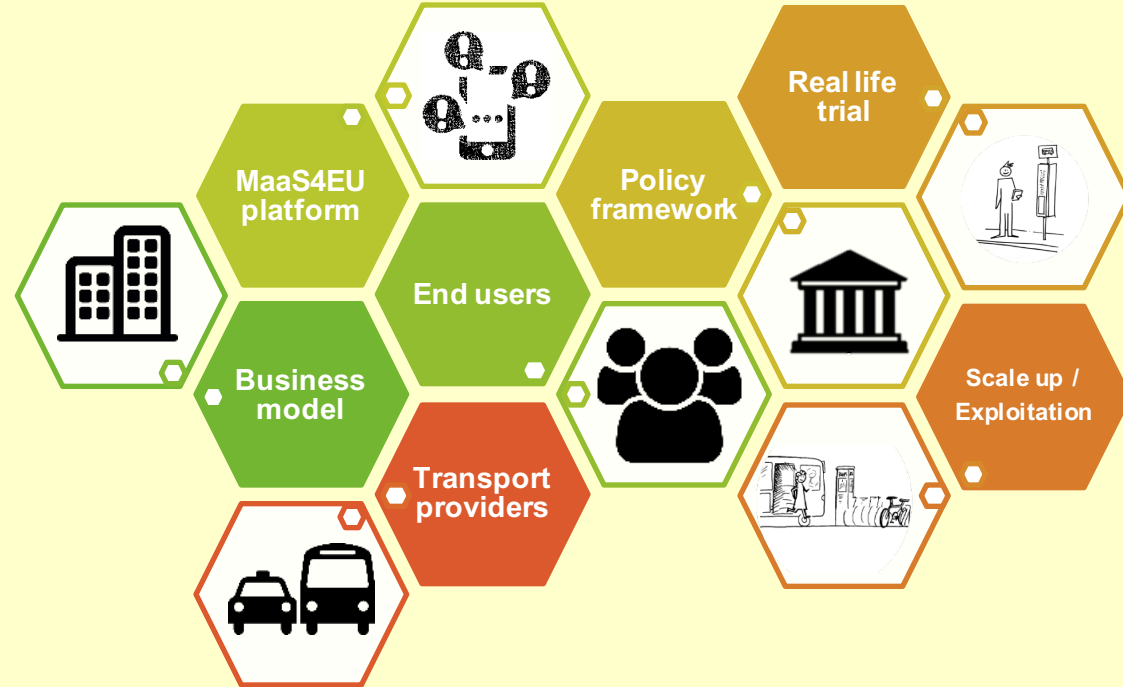 Real life
trial
MaaS4EU
platform
Policy
framework
End users
Business
model
Scale up /
Exploitation
Transport
providers